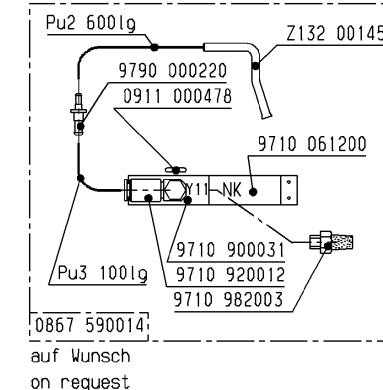 Pu2 600lg
Z132 00145
9790 000220
0911 000478
9710 061200
Y11 NK
9710 900031
Pu3 100lg
9710 920012
9710 982003
0867 590014
auf Wunsch
on request